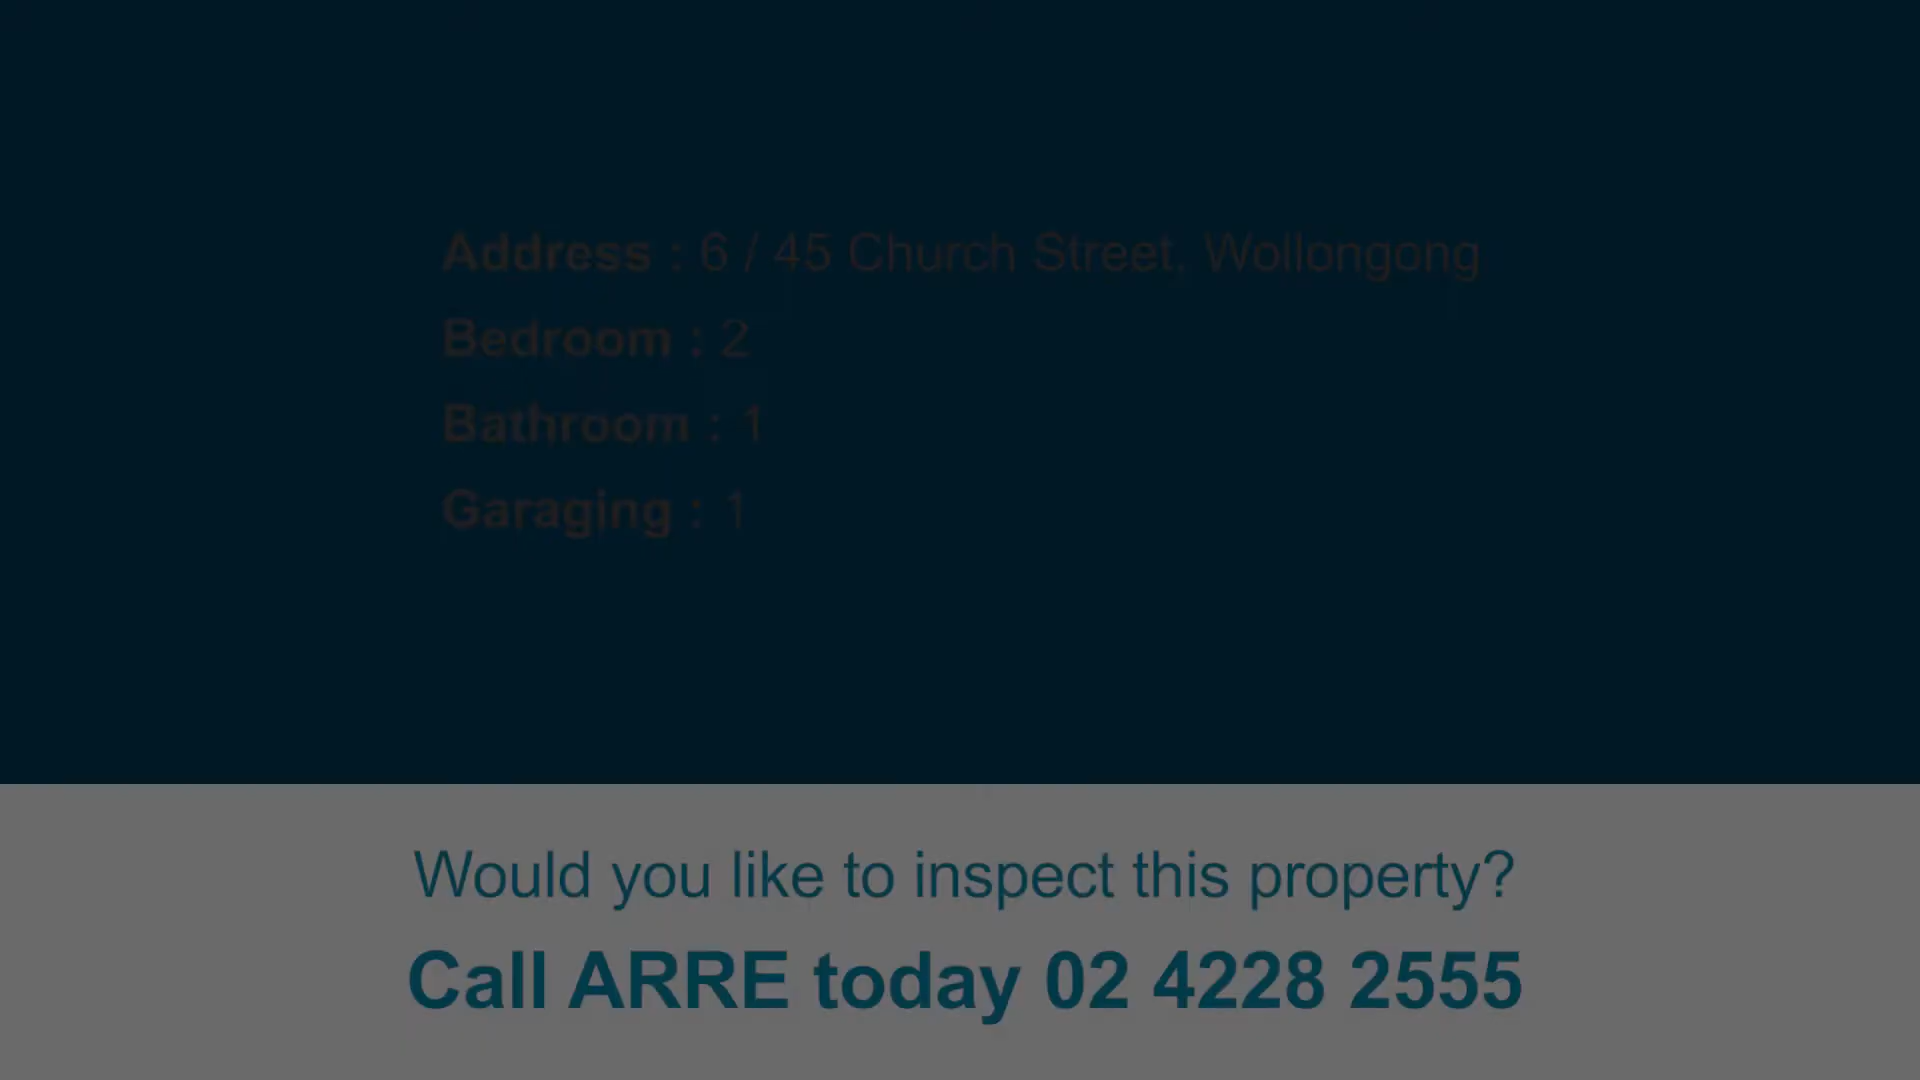 Address : 6 / 45 Church Street, Wollongong
Bedroom : 2
Bathroom : 1
Garaging : 1
Would you like to inspect this property?
Call ARRE today 02 4228 2555